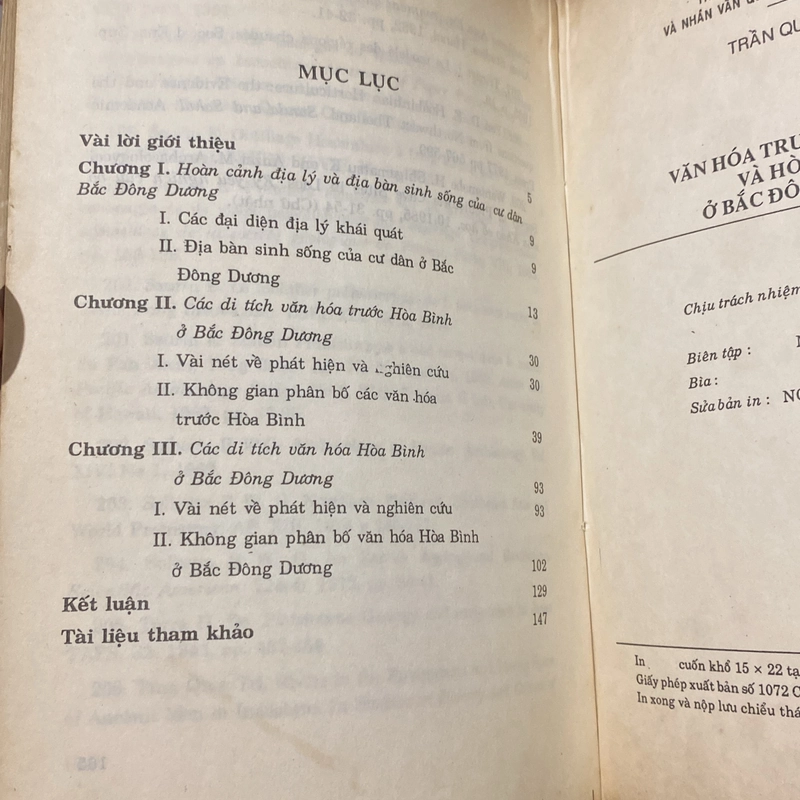 MỤC LỤC
Vài lời giới thiệu 5
Chương I. Hoàn cảnh địa lý và địa bàn sinh sống của cư dân
Bắc Đông Dương 9
I. Các đại diện địa lý khái quát 9
II. Địa bàn sinh sống của cư dân ở Bắc
Đông Dương 13
Chương II. Các di tích văn hóa trước Hòa Bình
ở Bắc Đông Dương 30
I. Vài nét về phát hiện và nghiên cứu 30
II. Không gian phân bố các văn hóa
trước Hòa Bình 39
Chương III. Các di tích văn hóa Hòa Bình
ở Bắc Đông Dương 93
I. Vài nét về phát hiện và nghiên cứu 93
II. Không gian phân bố văn hóa Hòa Bình
ở Bắc Đông Dương 102
Kết luận 129
Tài liệu tham khảo 147
VÀ NHÂN VĂN
TRẦN
VĂN HÓA
VÀ
Ở BẮC
Chịu trách nhiệm
Biên tập :
Bìa :
Sửa bản in :
In cuốn khổ 15 × 22
Giấy phép xuất bản số 1072
In xong và nộp lưu chiểu